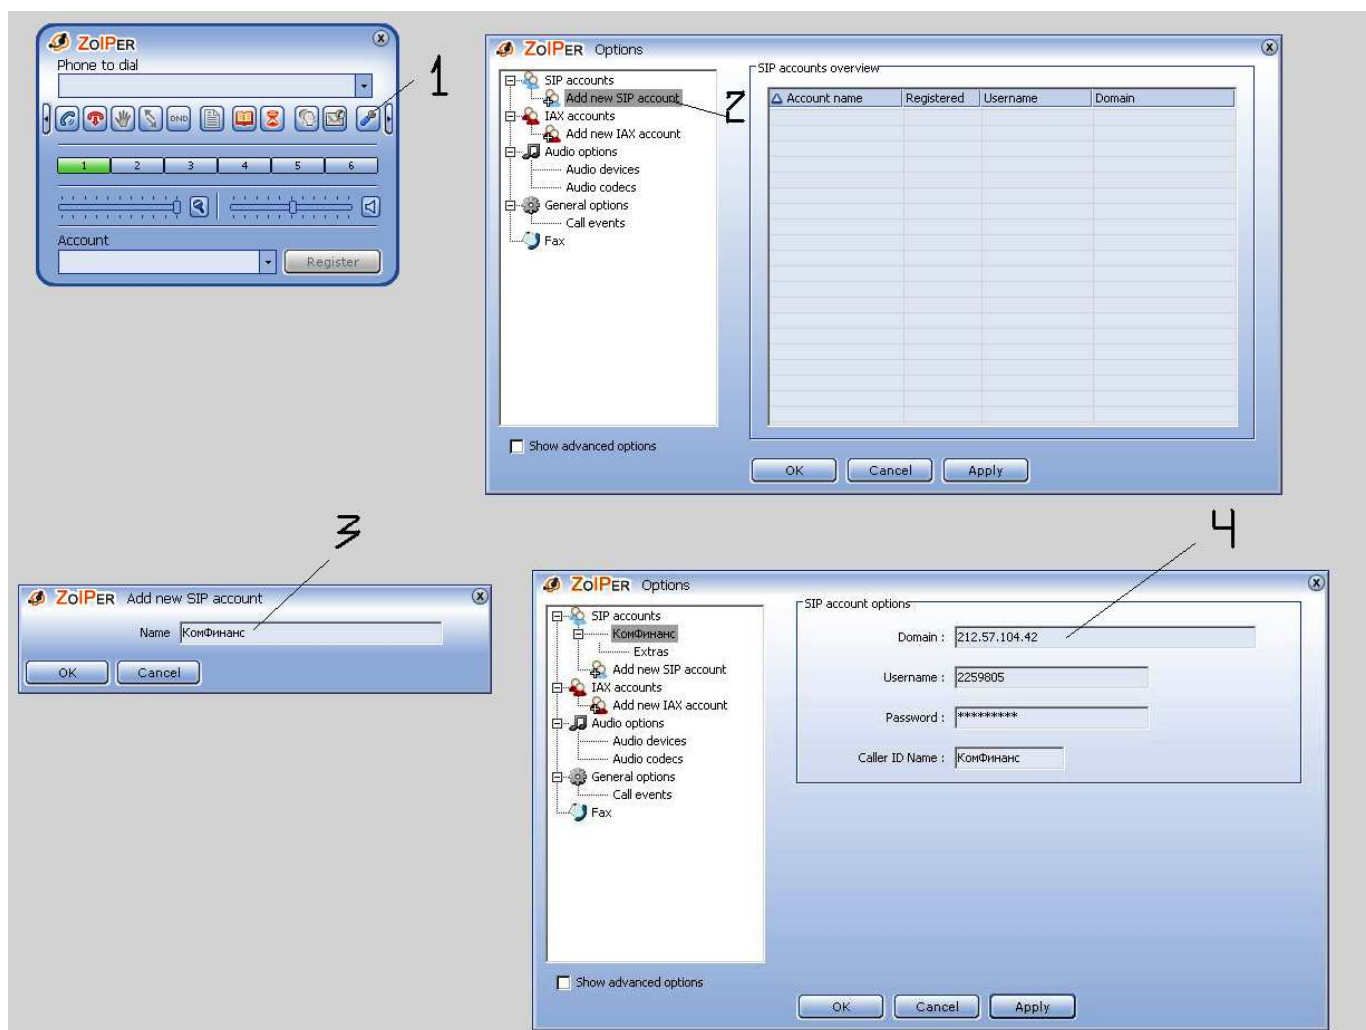 ZoIPER
Phone to dial
1
DND
1 2 3 4 5 6
Account
Register
ZoIPER Options
SIP accounts
Add new SIP account
2
IAX accounts
Add new IAX account
Audio options
Audio devices
Audio codecs
General options
Call events
Fax
SIP accounts overview
Account name Registered Username Domain
Show advanced options
OK Cancel Apply
3
ZoIPER Add new SIP account
Name КомФинанс
OK Cancel
4
ZoIPER Options
SIP accounts
КомФинанс
Extras
Add new SIP account
IAX accounts
Add new IAX account
Audio options
Audio devices
Audio codecs
General options
Call events
Fax
SIP account options
Domain : 212.57.104.42
Username : 2259805
Password : *********
Caller ID Name : КомФинанс
Show advanced options
OK Cancel Apply